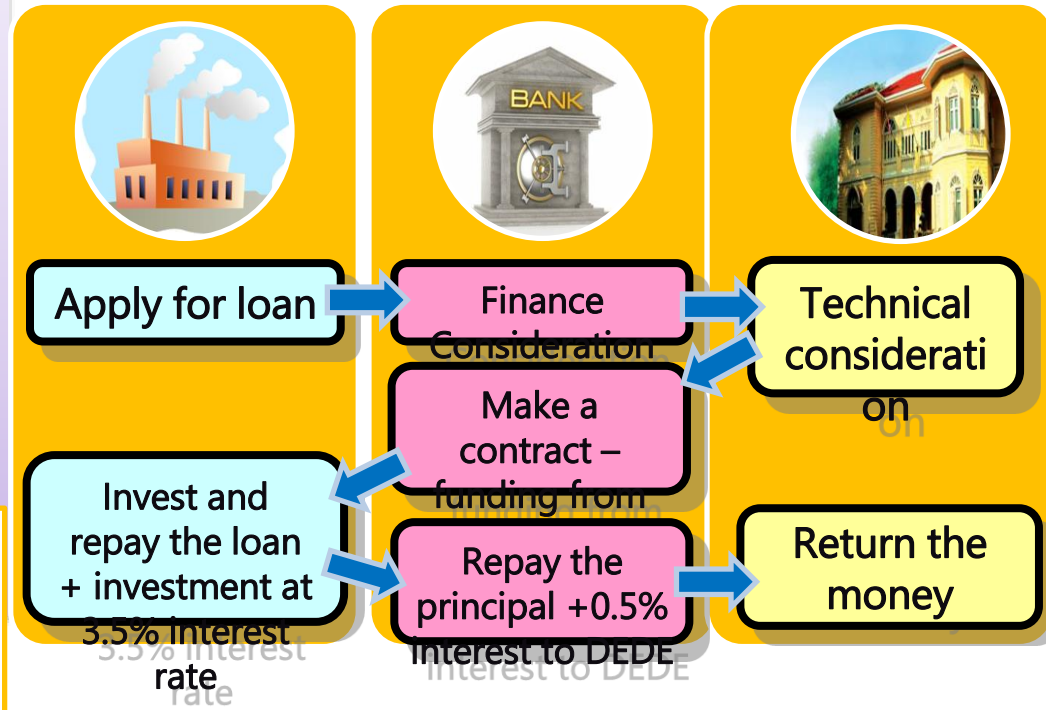 BANK
Apply for loan
Finance
Consideration
Technical
considerati
on
Make a
contract –
funding from
Invest and
repay the loan
+ investment at
3.5% interest
rate
Repay the
principal +0.5%
interest to DEDE
Return the
money